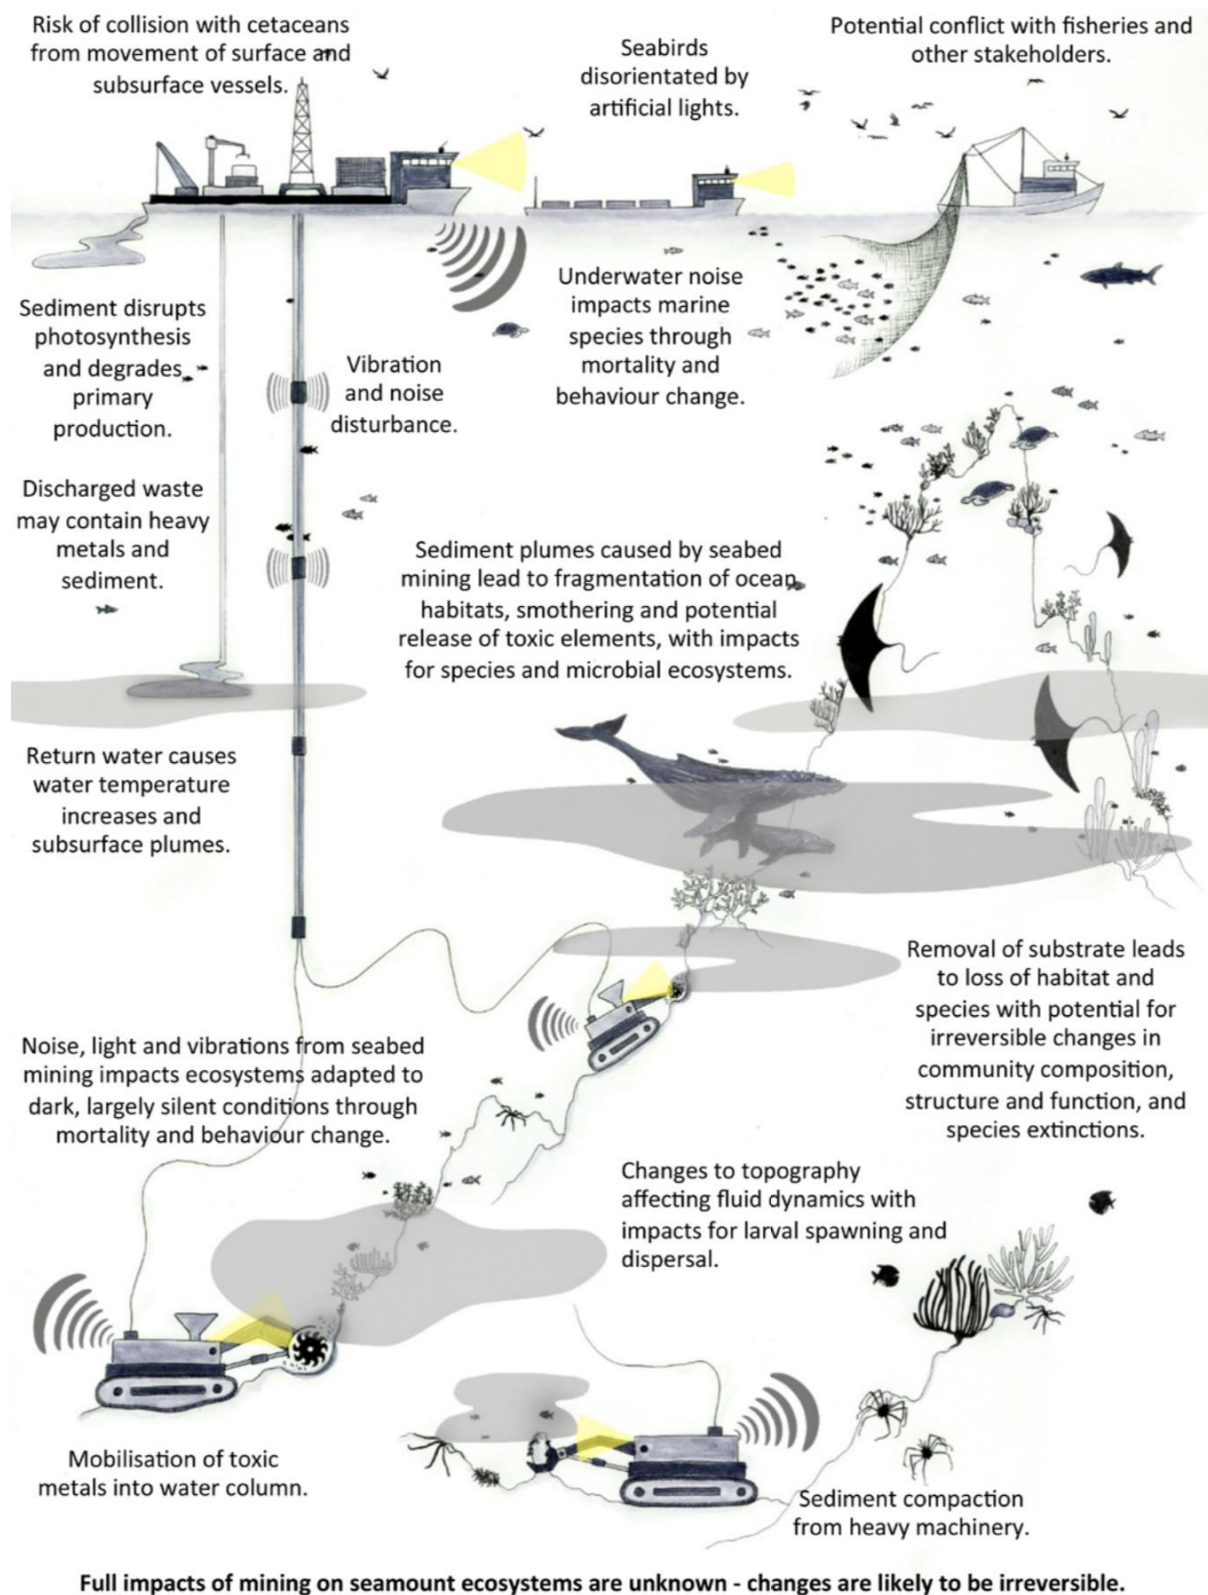 Risk of collision with cetaceans
from movement of surface and
subsurface vessels.
Seabirds
disorientated by
artificial lights.
Potential conflict with fisheries and
other stakeholders.
Sediment disrupts
photosynthesis
and degrades
primary
production.
Vibration
and noise
disturbance.
Underwater noise
impacts marine
species through
mortality and
behaviour change.
Discharged waste
may contain heavy
metals and
sediment.
Sediment plumes caused by seabed
mining lead to fragmentation of ocean
habitats, smothering and potential
release of toxic elements, with impacts
for species and microbial ecosystems.
Return water causes
water temperature
increases and
subsurface plumes.
Removal of substrate leads
to loss of habitat and
species with potential for
irreversible changes in
community composition,
structure and function, and
species extinctions.
Noise, light and vibrations from seabed
mining impacts ecosystems adapted to
dark, largely silent conditions through
mortality and behaviour change.
Changes to topography
affecting fluid dynamics with
impacts for larval spawning and
dispersal.
Mobilisation of toxic
metals into water column.
Sediment compaction
from heavy machinery.
Full impacts of mining on seamount ecosystems are unknown - changes are likely to be irreversible.